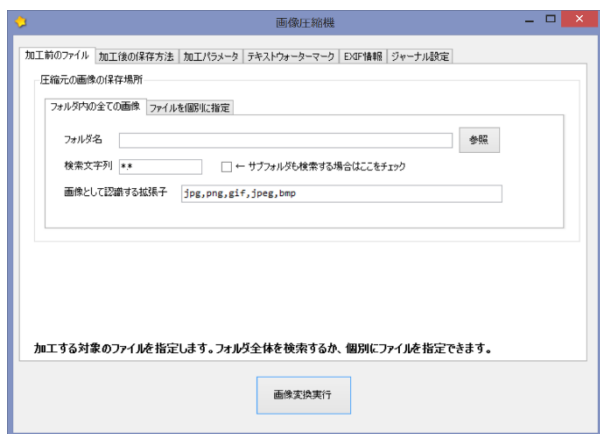 画像圧縮機
加工前のファイル 加工後の保存方法 加工パラメータ テキストウォーターマーク EXIF情報 ジャーナル設定
圧縮元の画像の保存場所
フォルダ内の全ての画像 ファイルを個別に指定
フォルダ名 参照
検索文字列 *.* ← サブフォルダも検索する場合はここをチェック
画像として認識する拡張子 jpg,png,gif,jpeg,bmp
加工する対象のファイルを指定します。フォルダ全体を検索するか、個別にファイルを指定できます。
画像変換実行